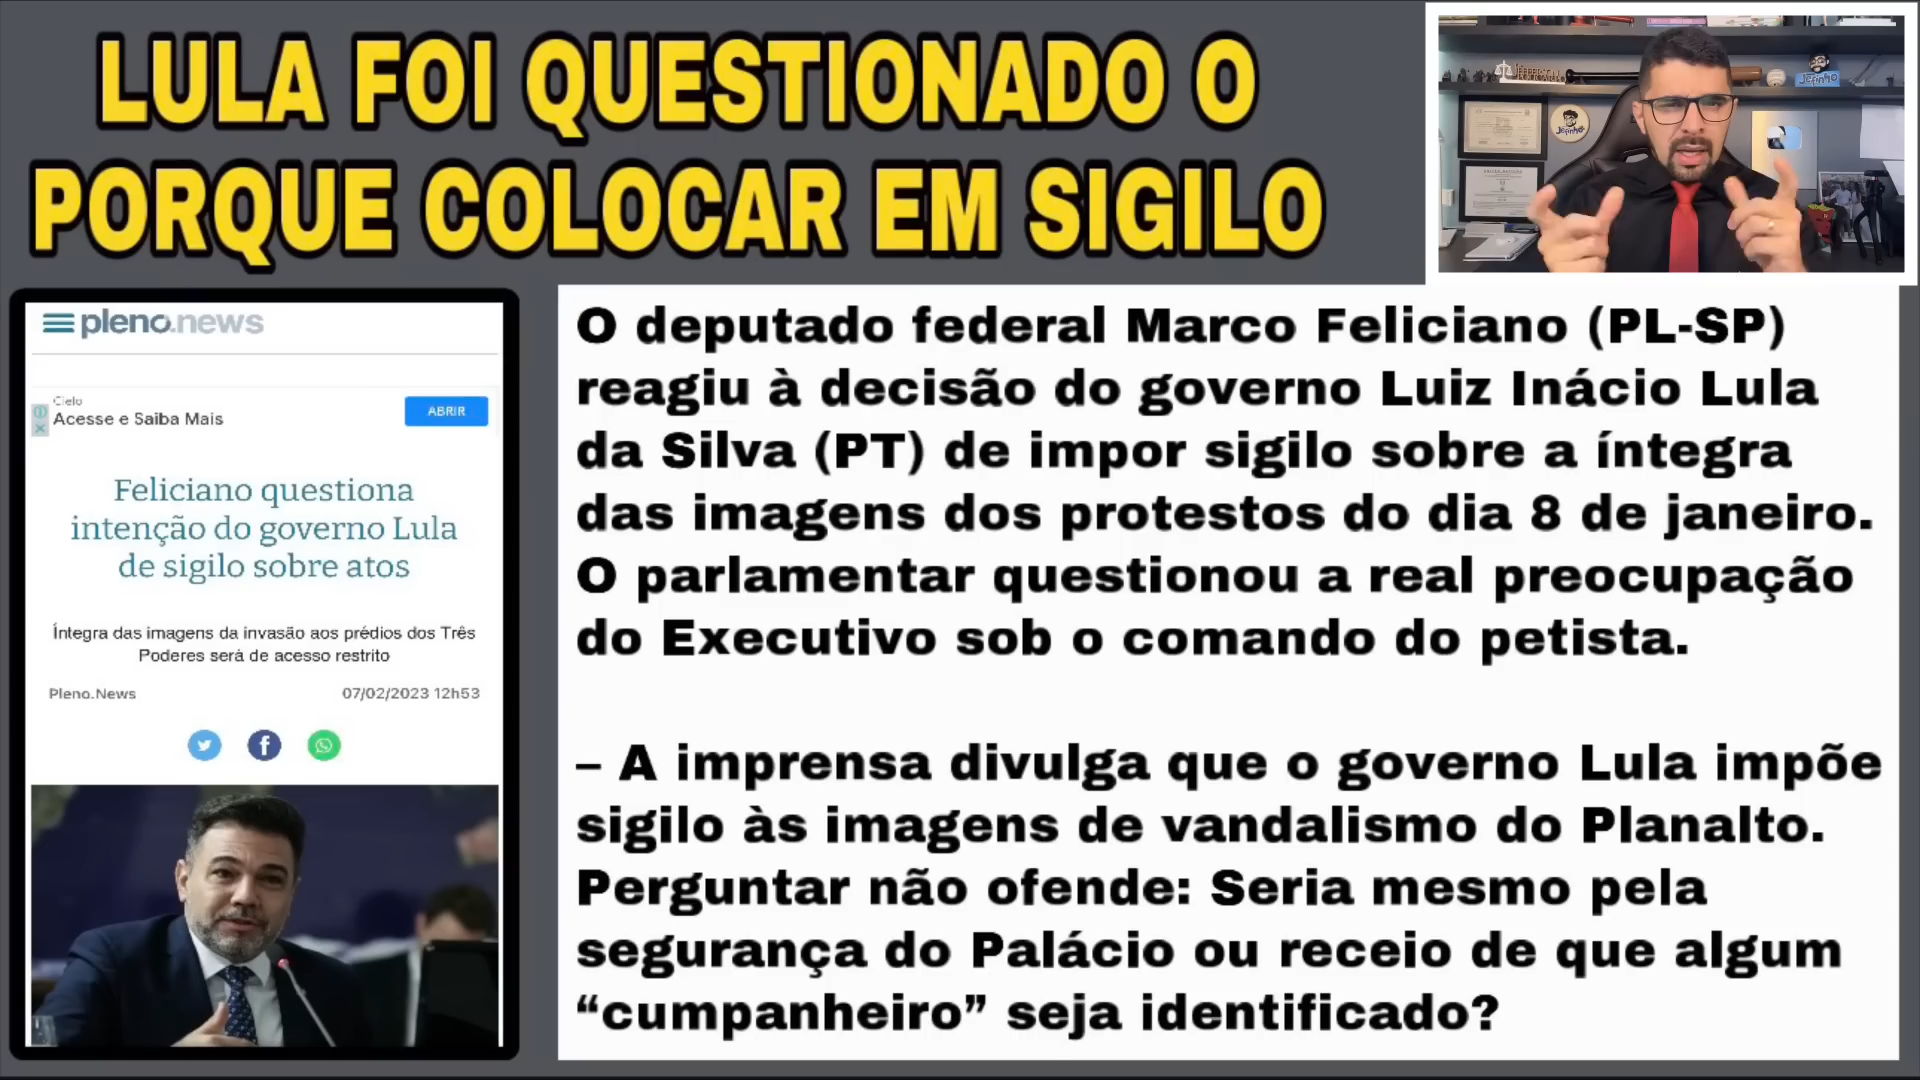 LULA FOI QUESTIONADO O
PORQUE COLOCAR EM SIGILO
Jefinho
Jefinho
pleno.news
Cielo
Acesse e Saiba Mais
ABRIR
Feliciano questiona
intenção do governo Lula
de sigilo sobre atos
Íntegra das imagens da invasão aos prédios dos Três
Poderes será de acesso restrito
Pleno.News
07/02/2023 12h53
O deputado federal Marco Feliciano (PL-SP)
reagiu à decisão do governo Luiz Inácio Lula
da Silva (PT) de impor sigilo sobre a íntegra
das imagens dos protestos do dia 8 de janeiro.
O parlamentar questionou a real preocupação
do Executivo sob o comando do petista.
– A imprensa divulga que o governo Lula impõe
sigilo às imagens de vandalismo do Planalto.
Perguntar não ofende: Seria mesmo pela
segurança do Palácio ou receio de que algum
“cumpanheiro” seja identificado?